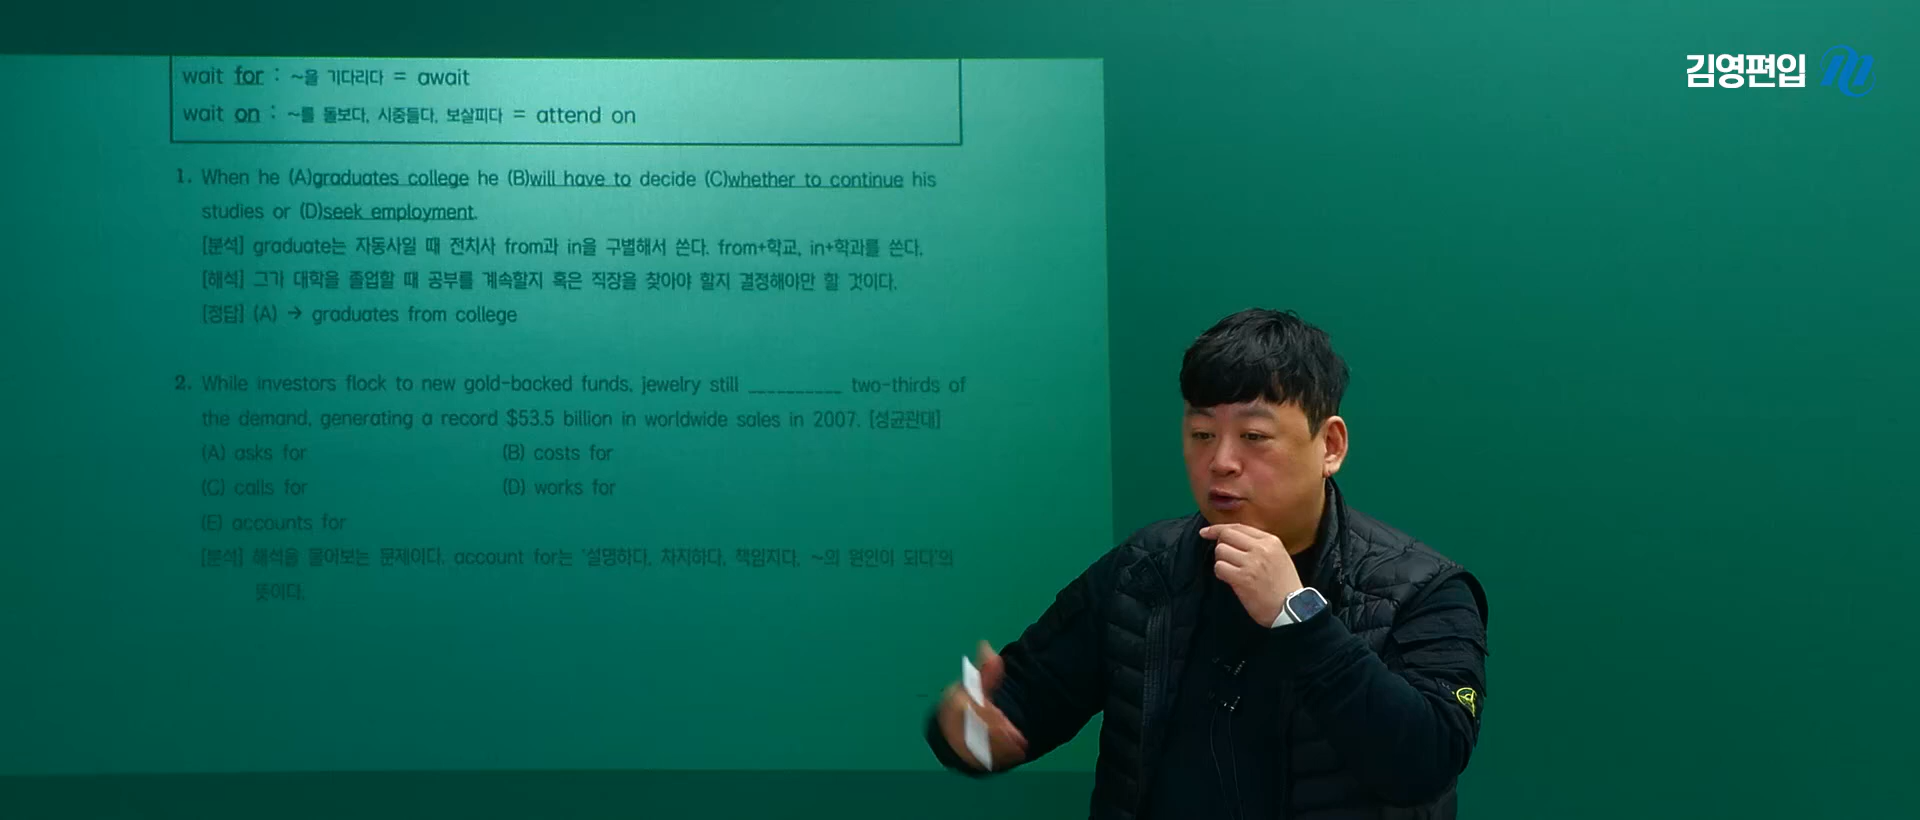 김영편입
wait for : ~을 기다리다 = await
wait on : ~를 돌보다, 시중들다, 보살피다 = attend on
1. When he (A)graduates college he (B)will have to decide (C)whether to continue his
studies or (D)seek employment.
[분석] graduate는 자동사일 때 전치사 from과 in을 구별해서 쓴다. from+학교, in+학과를 쓴다.
[해석] 그가 대학을 졸업할 때 공부를 계속할지 혹은 직장을 찾아야 할지 결정해야만 할 것이다.
[정답] (A) → graduates from college
2. While investors flock to new gold-backed funds, jewelry still __________ two-thirds of
the demand, generating a record $53.5 billion in worldwide sales in 2007. [성균관대]
(A) asks for (B) costs for
(C) calls for (D) works for
(E) accounts for
[분석] 해석을 물어보는 문제이다. account for는 '설명하다, 차지하다, 책임지다, ~의 원인이 되다'의
뜻이다.